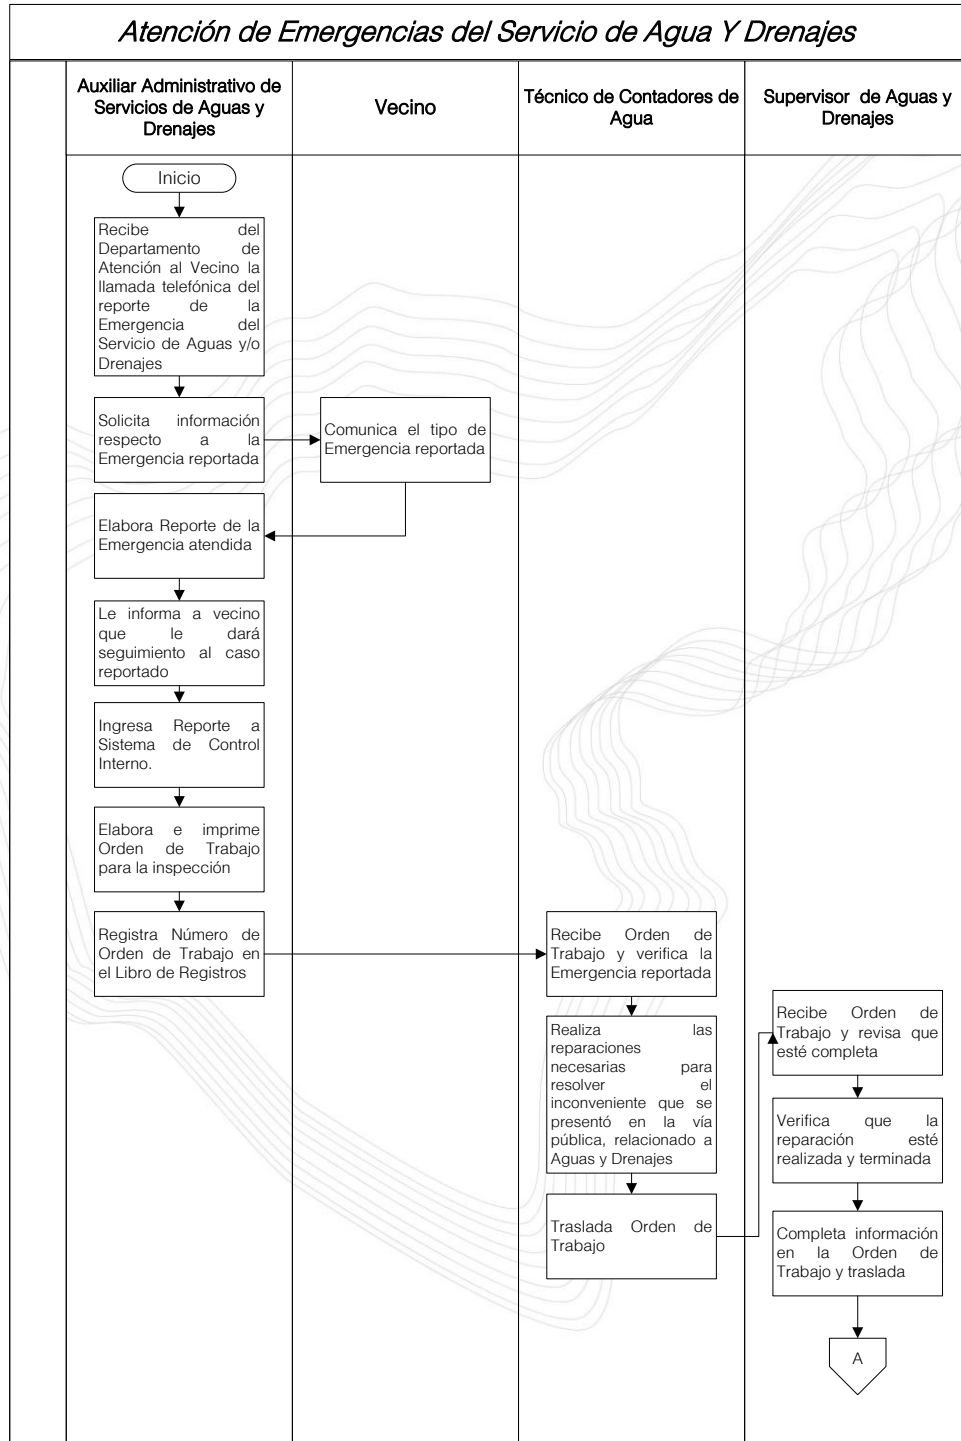 Atención de Emergencias del Servicio de Agua Y Drenajes
Auxiliar Administrativo de
Servicios de Aguas y
Drenajes
Vecino
Técnico de Contadores de
Agua
Supervisor de Aguas y
Drenajes
Inicio
Recibe del
Departamento de
Atención al Vecino la
llamada telefónica del
reporte de la
Emergencia del
Servicio de Aguas y/o
Drenajes
Solicita información
respecto a la
Emergencia reportada
Comunica el tipo de
Emergencia reportada
Elabora Reporte de la
Emergencia atendida
Le informa a vecino
que le dará
seguimiento al caso
reportado
Ingresa Reporte a
Sistema de Control
Interno.
Elabora e imprime
Orden de Trabajo
para la inspección
Registra Número de
Orden de Trabajo en
el Libro de Registros
Recibe Orden de
Trabajo y verifica la
Emergencia reportada
Realiza las
reparaciones
necesarias para
resolver el
inconveniente que se
presentó en la vía
pública, relacionado a
Aguas y Drenajes
Traslada Orden de
Trabajo
Recibe Orden de
Trabajo y revisa que
esté completa
Verifica que la
reparación esté
realizada y terminada
Completa información
en la Orden de
Trabajo y traslada
A